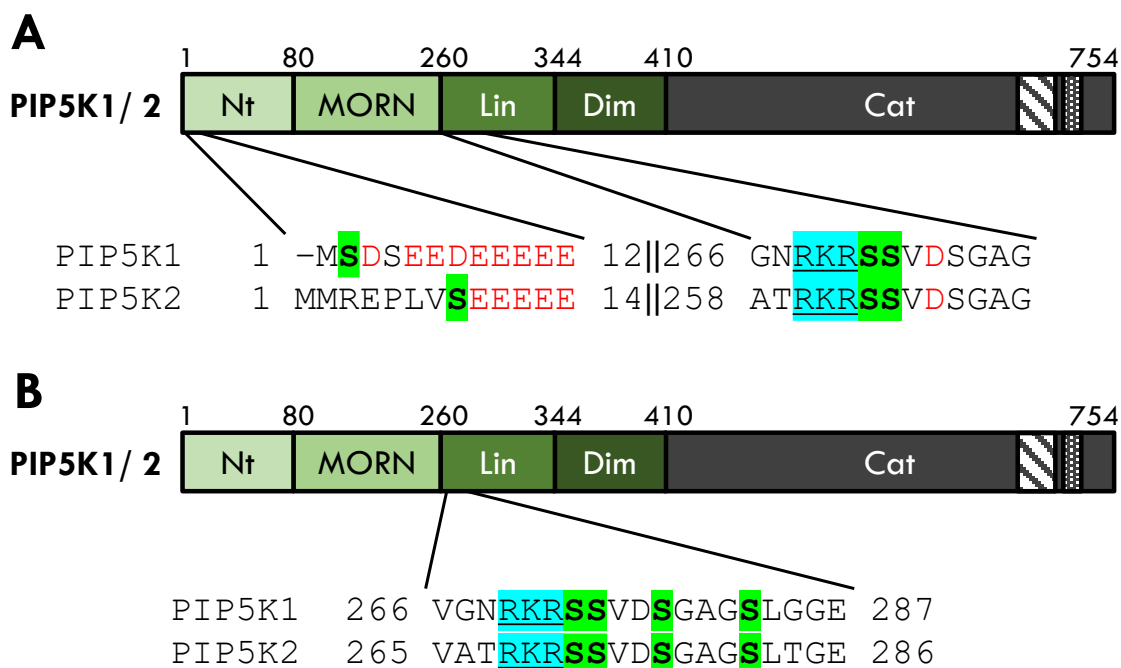 A
1 80 260 344 410 754
PIP5K1/ 2 Nt MORN Lin Dim Cat
PIP5K1 1 –MSDSEEDEEEEE 12||266 GNRKRSSVDSGAG
PIP5K2 1 MMREPLVSEEEEE 14||258 ATRKRSSVDSGAG
B
1 80 260 344 410 754
PIP5K1/ 2 Nt MORN Lin Dim Cat
PIP5K1 266 VGNRKRSSVDSGAGSLGGE 287
PIP5K2 265 VATRKRSSVDSGAGSLTGE 286